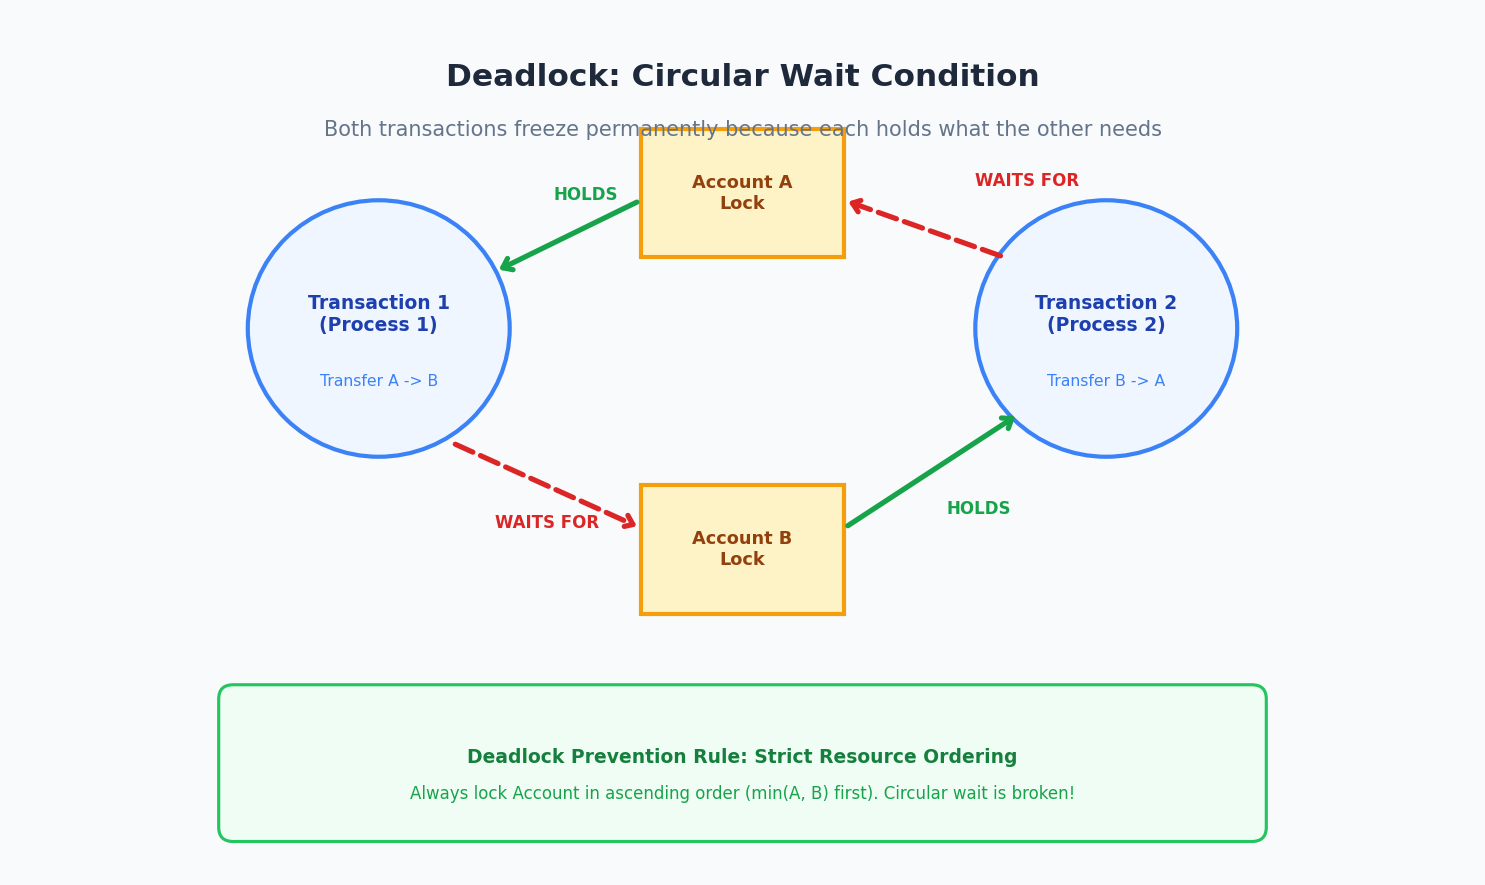 Deadlock: Circular Wait Condition
Both transactions freeze permanently because each holds what the other needs
Account A
Lock
HOLDS
WAITS FOR
Transaction 1
(Process 1)
Transfer A -> B
Transaction 2
(Process 2)
Transfer B -> A
WAITS FOR
HOLDS
Account B
Lock
Deadlock Prevention Rule: Strict Resource Ordering
Always lock Account in ascending order (min(A, B) first). Circular wait is broken!